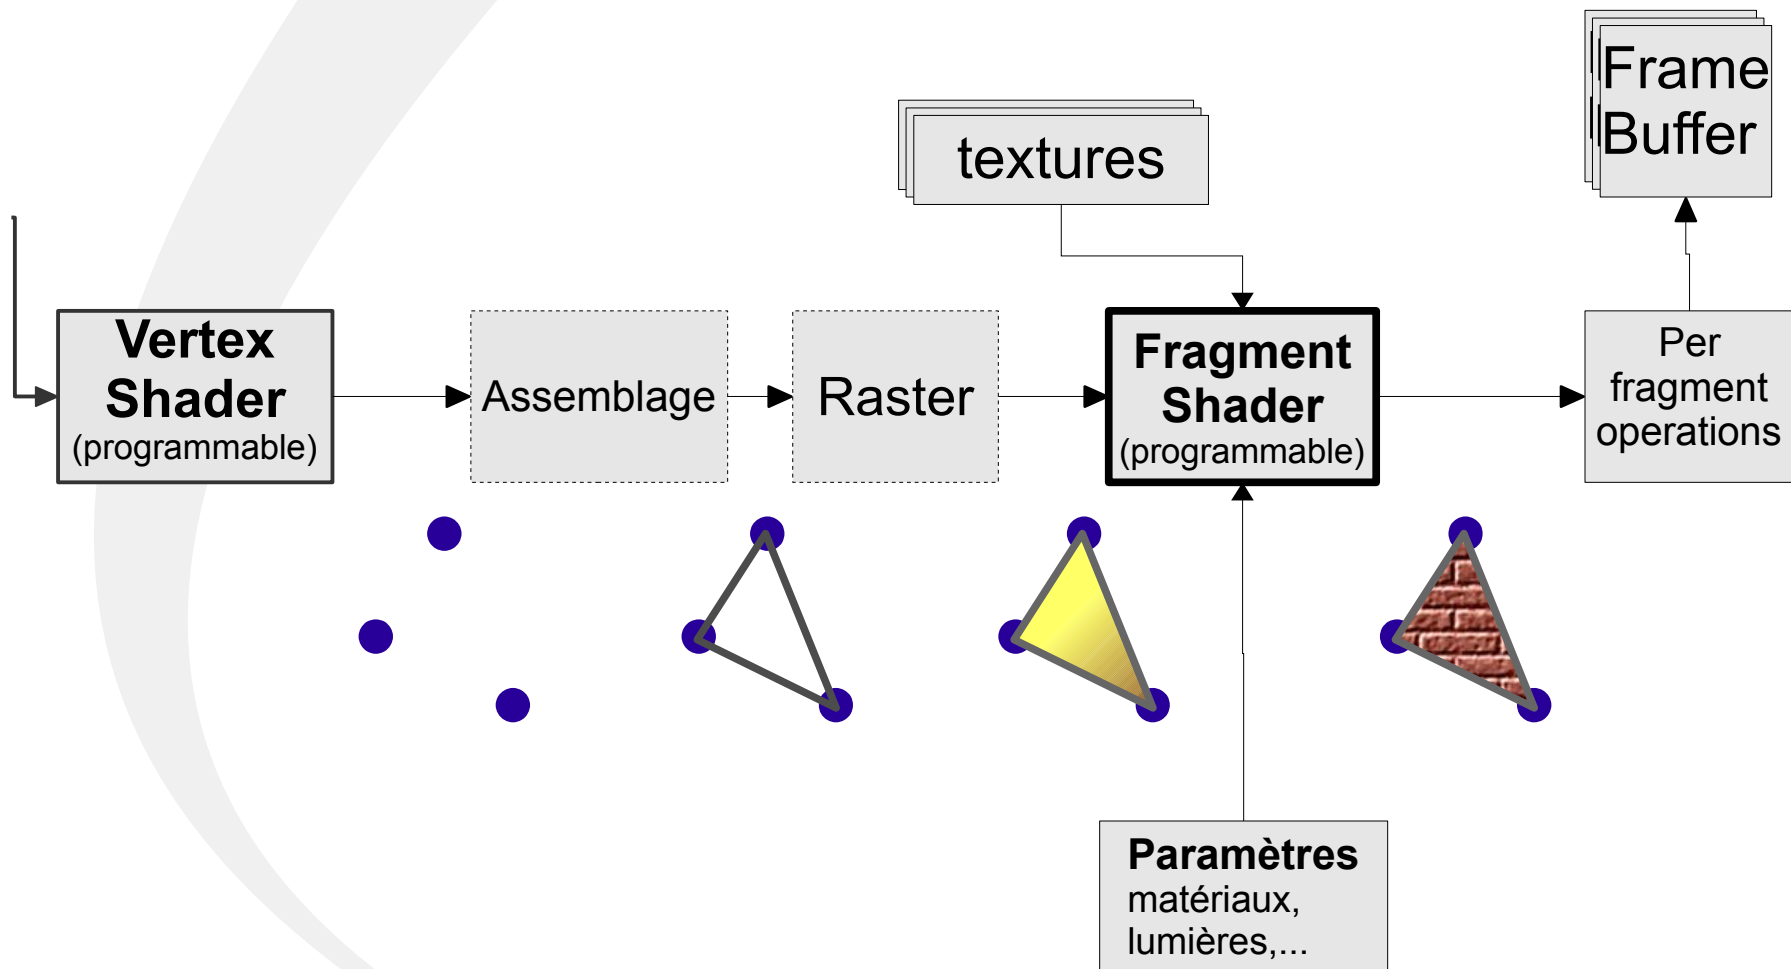 Frame
Buffer
textures
Vertex
Shader
(programmable)
Assemblage
Raster
Fragment
Shader
(programmable)
Per
fragment
operations
Paramètres
matériaux,
lumières,...